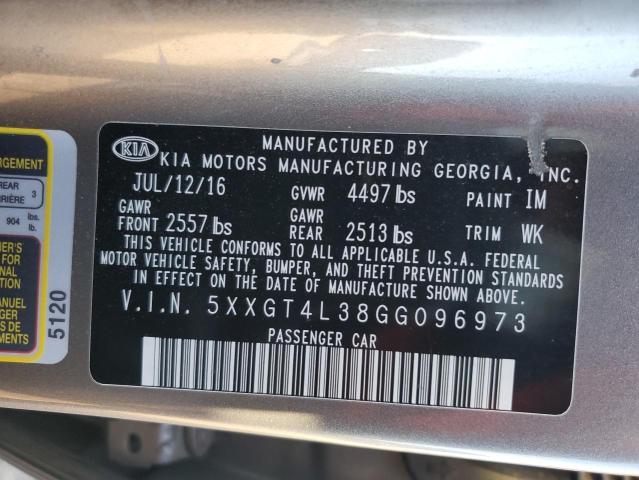 MANUFACTURED BY
KIA KIA MOTORS MANUFACTURING GEORGIA, INC.
JUL/12/16 GVWR 4497 lbs PAINT IM
GAWR GAWR
FRONT 2557 lbs REAR 2513 lbs TRIM WK
THIS VEHICLE CONFORMS TO ALL APPLICABLE U.S.A. FEDERAL
MOTOR VEHICLE SAFETY, BUMPER, AND THEFT PREVENTION STANDARDS
IN EFFECT ON THE DATE OF MANUFACTURE SHOWN ABOVE.
V.I.N. 5XXGT4L38GG096973
PASSENGER CAR
REAR 3
904 lbs.
lb.
5120